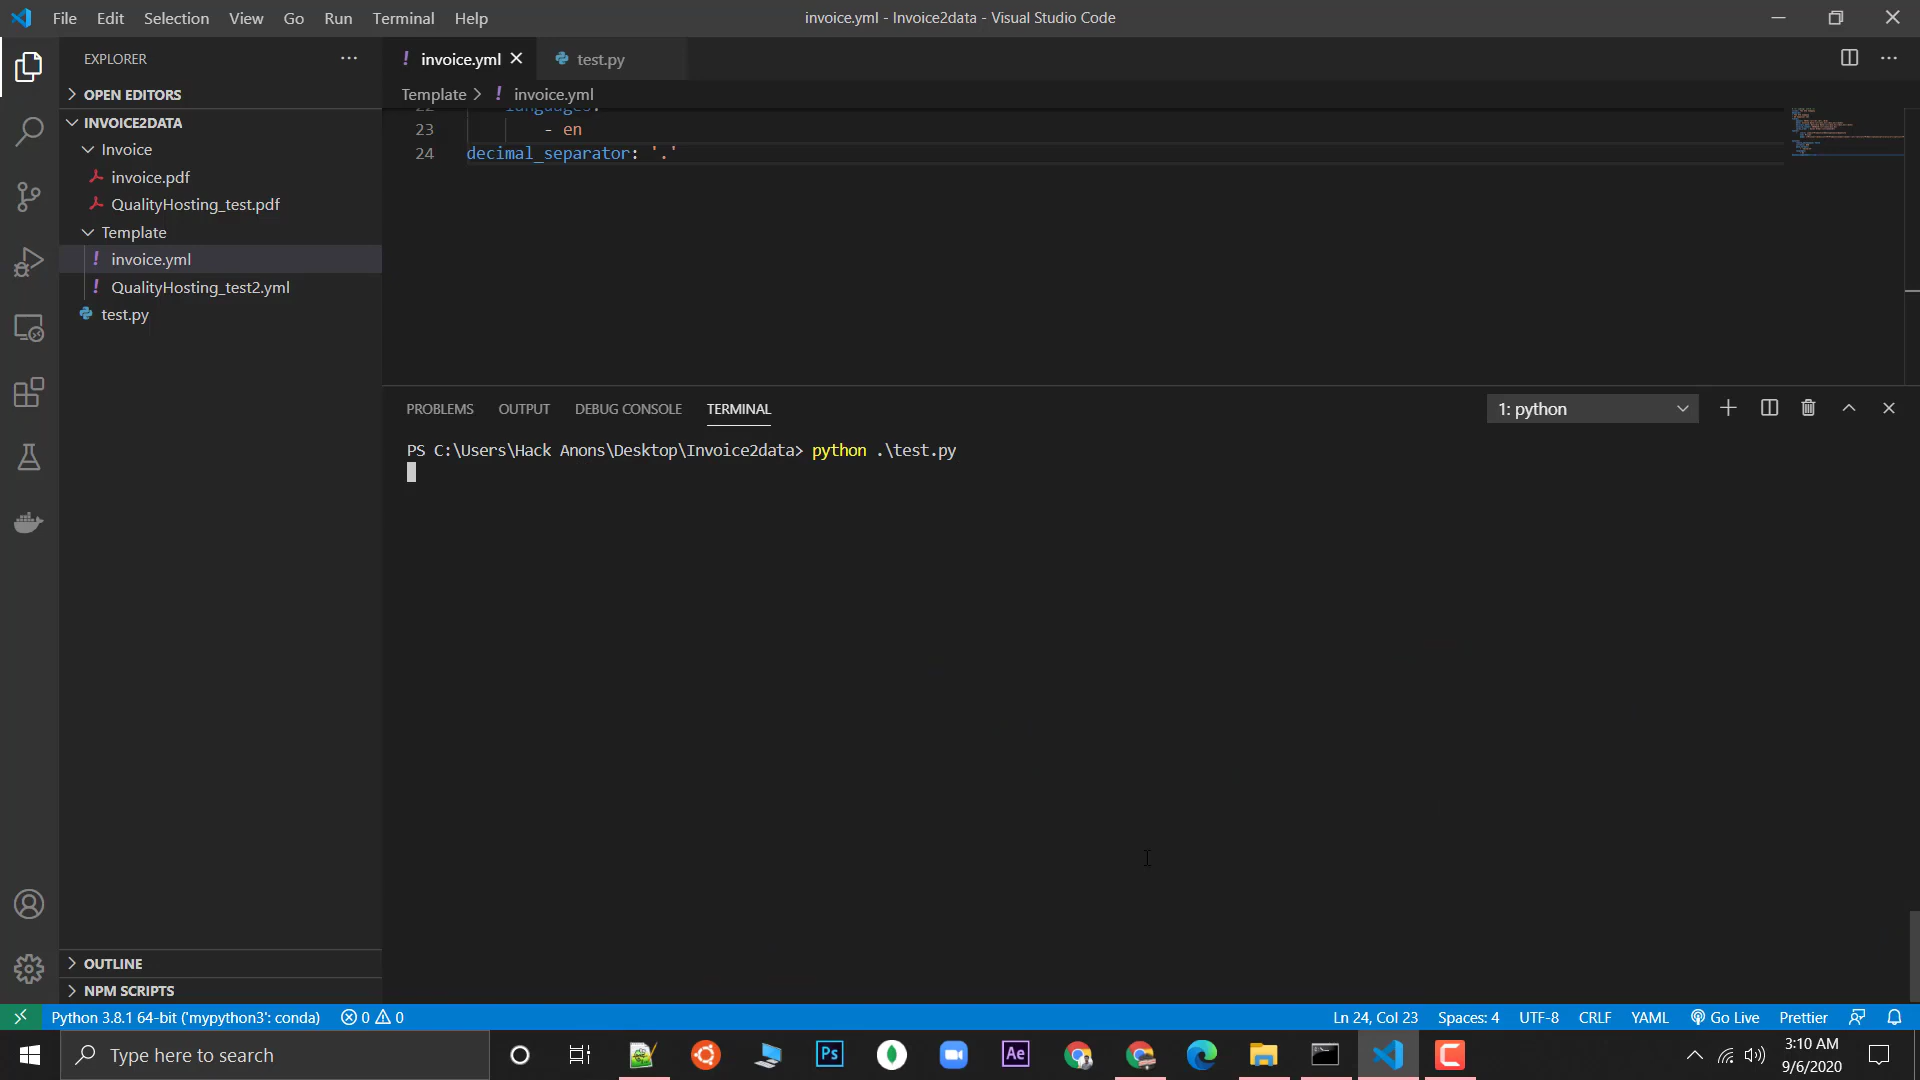 File Edit Selection View Go Run Terminal Help
invoice.yml - Invoice2data - Visual Studio Code
EXPLORER
OPEN EDITORS
INVOICE2DATA
Invoice
invoice.pdf
QualityHosting_test.pdf
Template
! invoice.yml
! QualityHosting_test2.yml
test.py
OUTLINE
NPM SCRIPTS
! invoice.yml
test.py
Template > ! invoice.yml
22 languages:
23 - en
24 decimal_separator: '.'
PROBLEMS OUTPUT DEBUG CONSOLE TERMINAL
1: python
PS C:\Users\Hack Anons\Desktop\Invoice2data> python .\test.py
Python 3.8.1 64-bit ('mypython3': conda) 0 0
Ln 24, Col 23 Spaces: 4 UTF-8 CRLF YAML Go Live Prettier
Type here to search
Ps
Ae
3:10 AM
9/6/2020